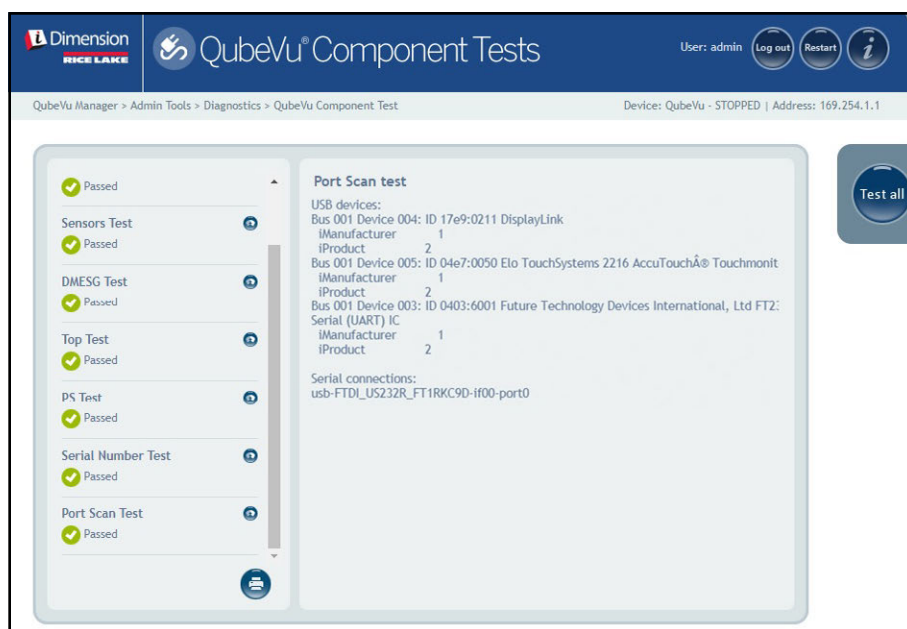 iDimension
RICE LAKE
QubeVu® Component Tests
User: admin
Log out
Restart
i
QubeVu Manager > Admin Tools > Diagnostics > QubeVu Component Test
Device: QubeVu - STOPPED | Address: 169.254.1.1
Passed
Sensors Test
Passed
DMESG Test
Passed
Top Test
Passed
PS Test
Passed
Serial Number Test
Passed
Port Scan Test
Passed
Port Scan test
USB devices:
Bus 001 Device 004: ID 17e9:0211 DisplayLink
iManufacturer 1
iProduct 2
Bus 001 Device 005: ID 04e7:0050 Elo TouchSystems 2216 AccuTouchÂ® Touchmonit
iManufacturer 1
iProduct 2
Bus 001 Device 003: ID 0403:6001 Future Technology Devices International, Ltd FT23
Serial (UART) IC
iManufacturer 1
iProduct 2
Serial connections:
usb-FTDI_US232R_FT1RKC9D-if00-port0
Test all